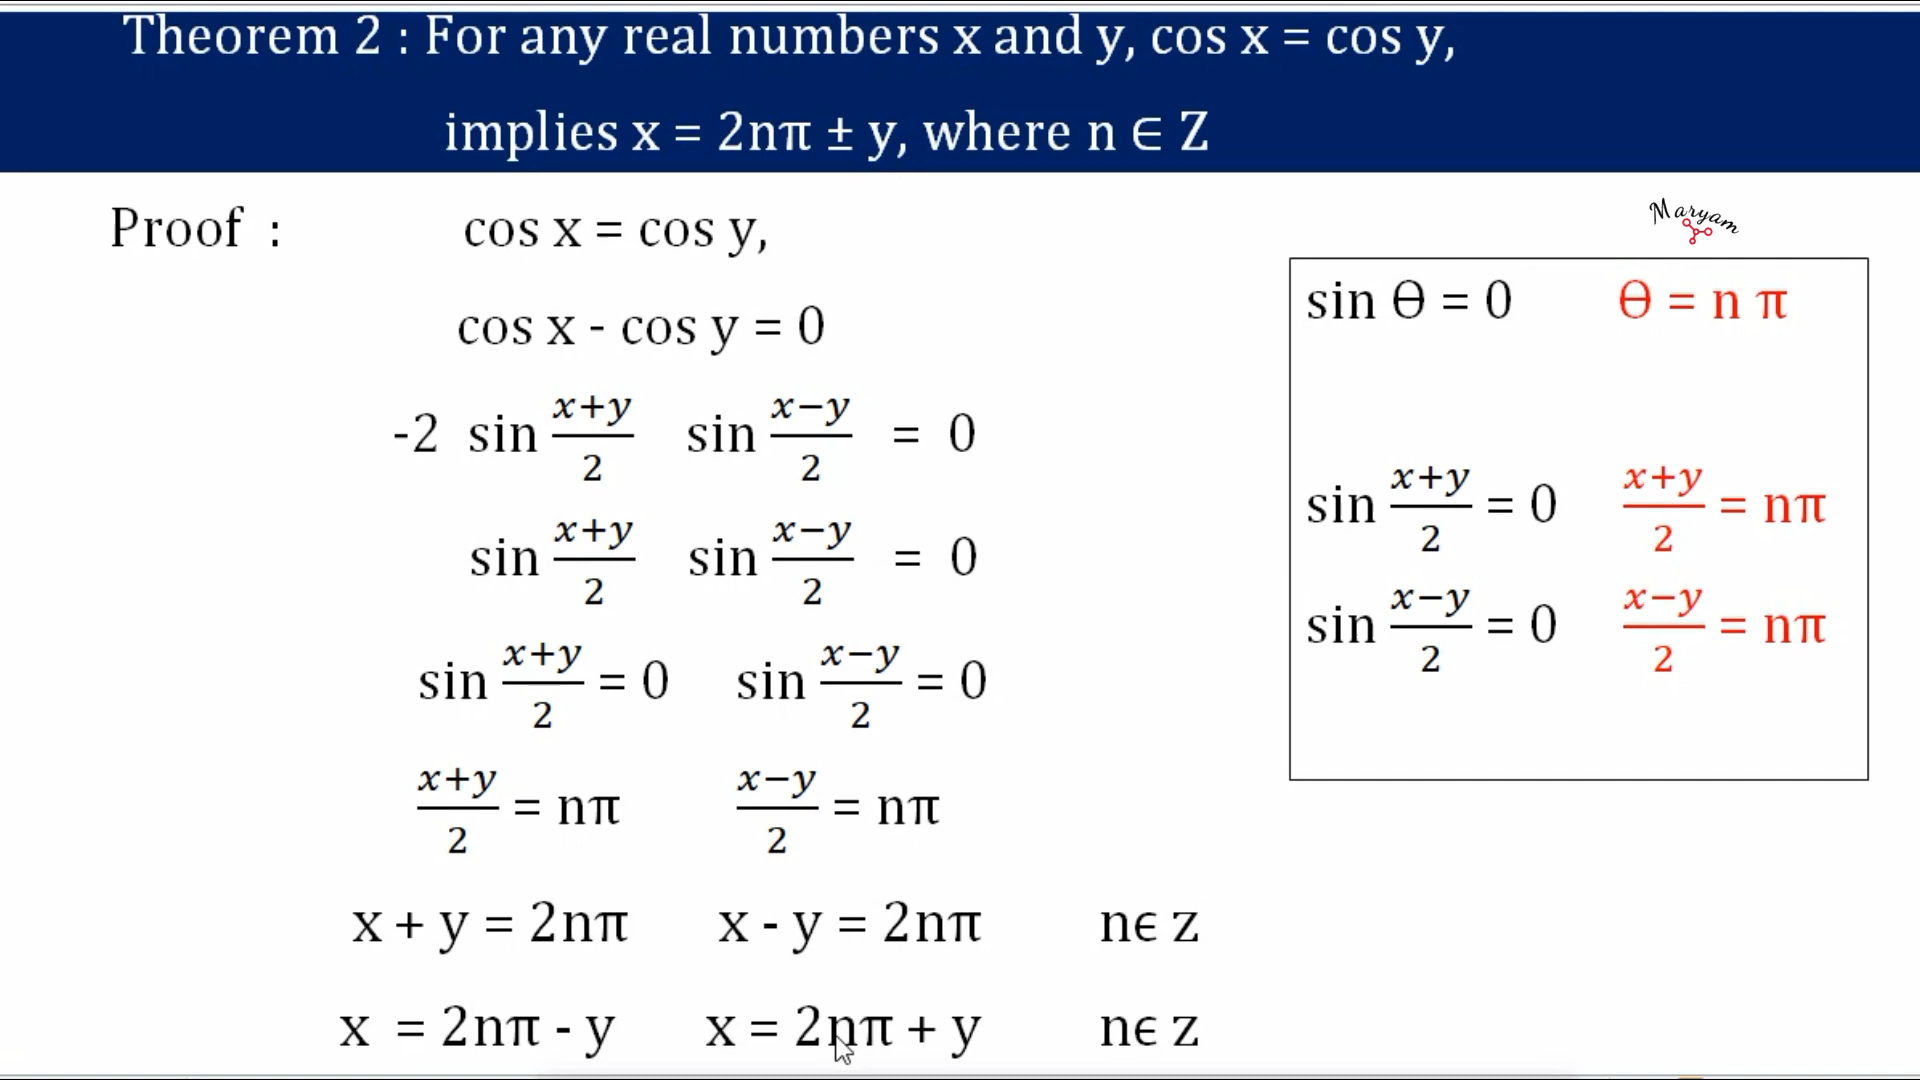 Theorem 2 : For any real numbers x and y, cos x = cos y,
implies x = 2nπ ± y, where n ∈ Z
Maryam
Proof : cos x = cos y,
cos x - cos y = 0
-2 sin (x+y)/2 sin (x−y)/2 = 0
sin (x+y)/2 sin (x−y)/2 = 0
sin (x+y)/2 = 0 sin (x−y)/2 = 0
(x+y)/2 = nπ (x−y)/2 = nπ
x + y = 2nπ x - y = 2nπ nϵ z
x = 2nπ - y x = 2nπ + y nϵ z
sin ϴ = 0 ϴ = n π
sin (x+y)/2 = 0 (x+y)/2 = nπ
sin (x−y)/2 = 0 (x−y)/2 = nπ